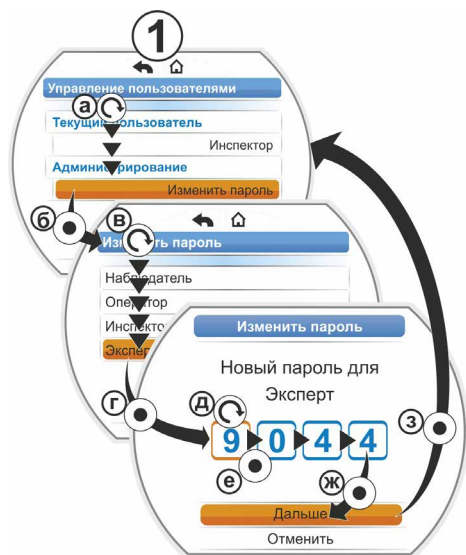 1
Управление пользователями
а
Текущий пользователь
Инспектор
Администрирование
Изменить пароль
б
в
Изменить пароль
Наблюдатель
Оператор
Инспектор
Эксперт
г
Изменить пароль
Новый пароль для
Эксперт
д
9 0 4 4
е
ж
з
Дальше
Отменить